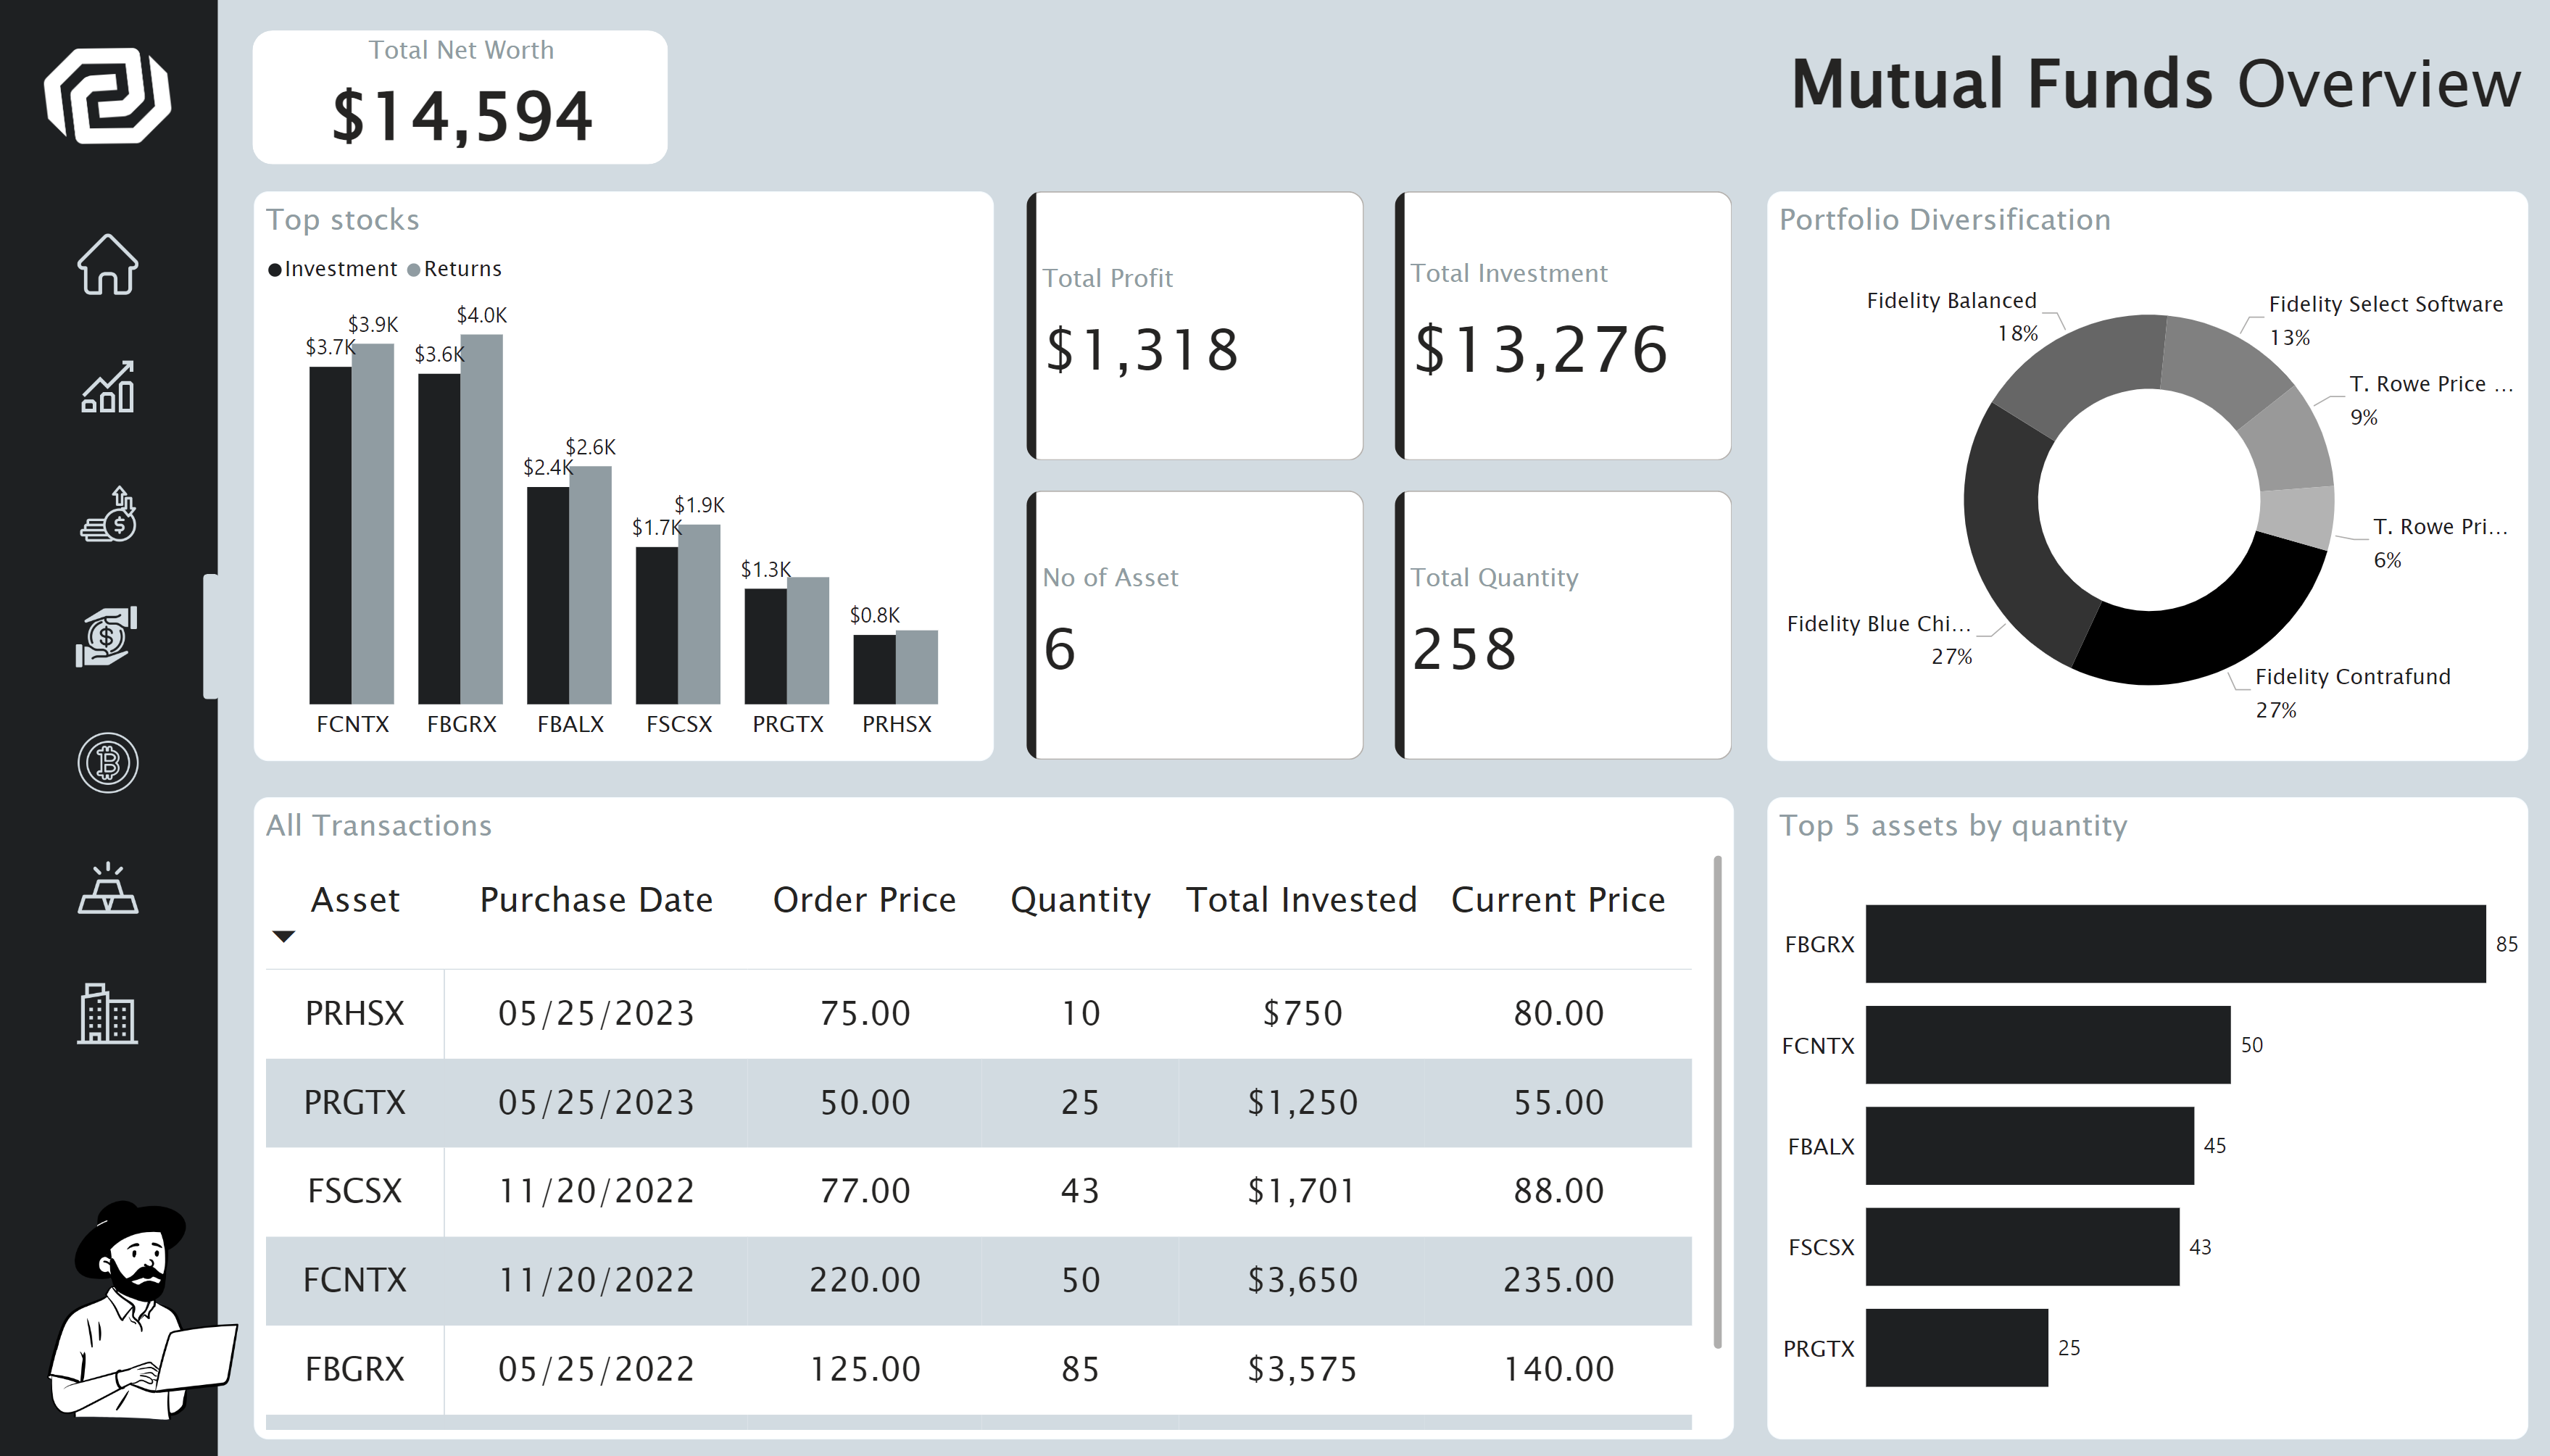 Total Net Worth
$14,594
Mutual Funds Overview
Top stocks
Investment Returns
$3.7K $3.9K $3.6K $4.0K $2.4K $2.6K $1.7K $1.9K $1.3K $0.8K
FCNTX FBGRX FBALX FSCSX PRGTX PRHSX
Total Profit
$1,318
Total Investment
$13,276
No of Asset
6
Total Quantity
258
Portfolio Diversification
Fidelity Balanced
18%
Fidelity Select Software
13%
T. Rowe Price ...
9%
T. Rowe Pri...
6%
Fidelity Blue Chi...
27%
Fidelity Contrafund
27%
All Transactions
Asset Purchase Date Order Price Quantity Total Invested Current Price
PRHSX 05/25/2023 75.00 10 $750 80.00
PRGTX 05/25/2023 50.00 25 $1,250 55.00
FSCSX 11/20/2022 77.00 43 $1,701 88.00
FCNTX 11/20/2022 220.00 50 $3,650 235.00
FBGRX 05/25/2022 125.00 85 $3,575 140.00
Top 5 assets by quantity
FBGRX 85
FCNTX 50
FBALX 45
FSCSX 43
PRGTX 25